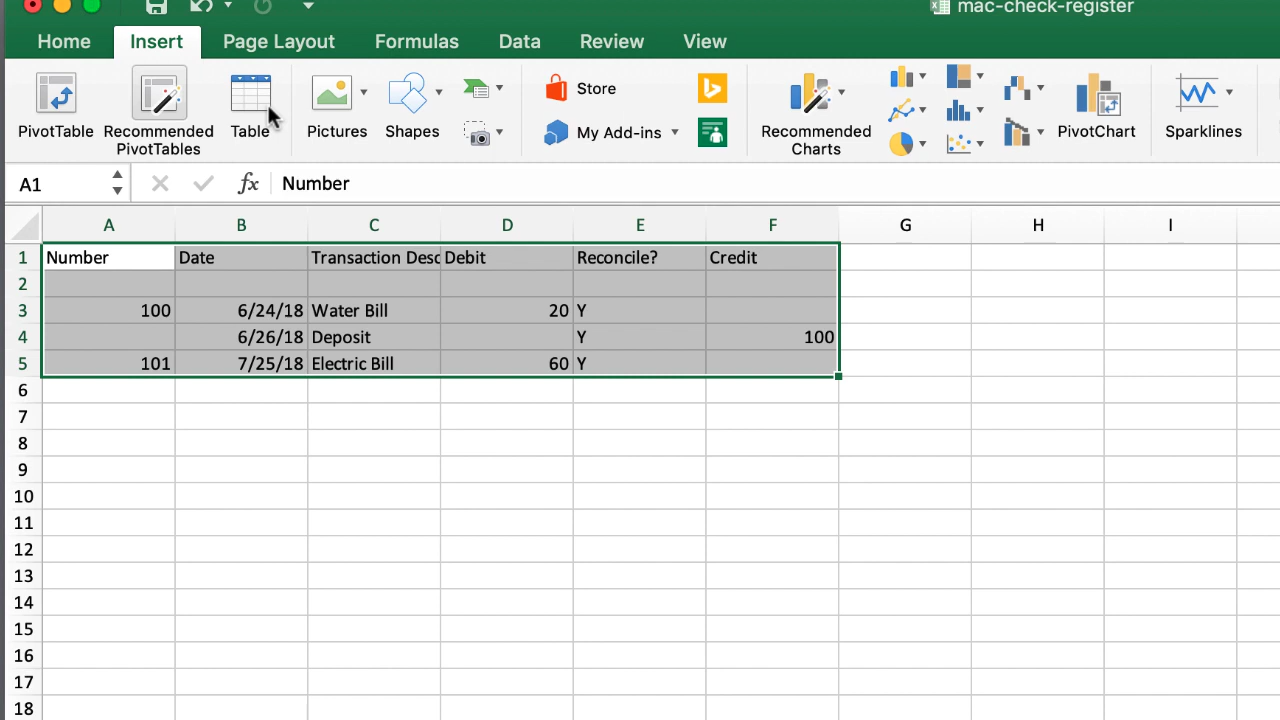 mac-check-register
Home Insert Page Layout Formulas Data Review View
PivotTable Recommended PivotTables Table Pictures Shapes Store My Add-ins Recommended Charts PivotChart Sparklines
A1 fx Number
A B C D E F G H I
1 Number Date Transaction Desc Debit Reconcile? Credit
2
3 100 6/24/18 Water Bill 20 Y
4 6/26/18 Deposit Y 100
5 101 7/25/18 Electric Bill 60 Y
6
7
8
9
10
11
12
13
14
15
16
17
18